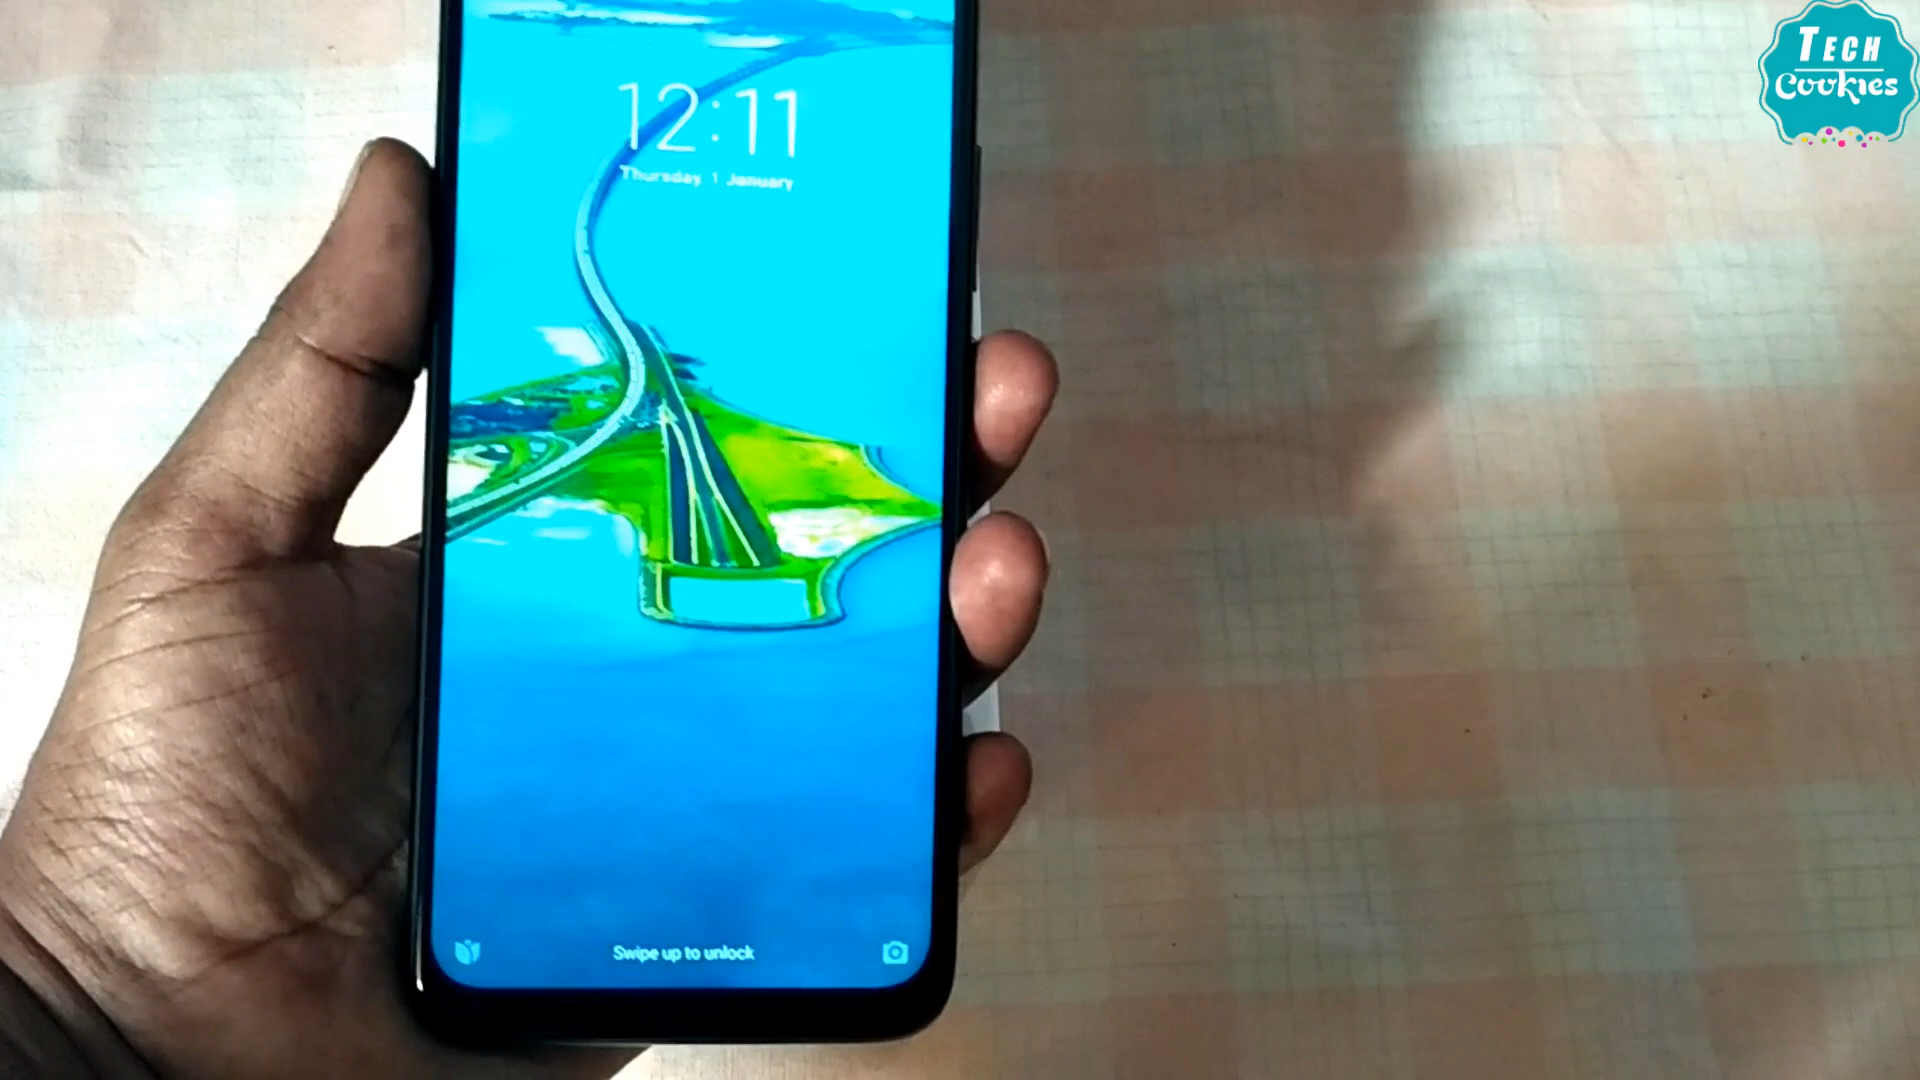 TECH
Cookies
12:11
Thursday, 1 January
Swipe up to unlock